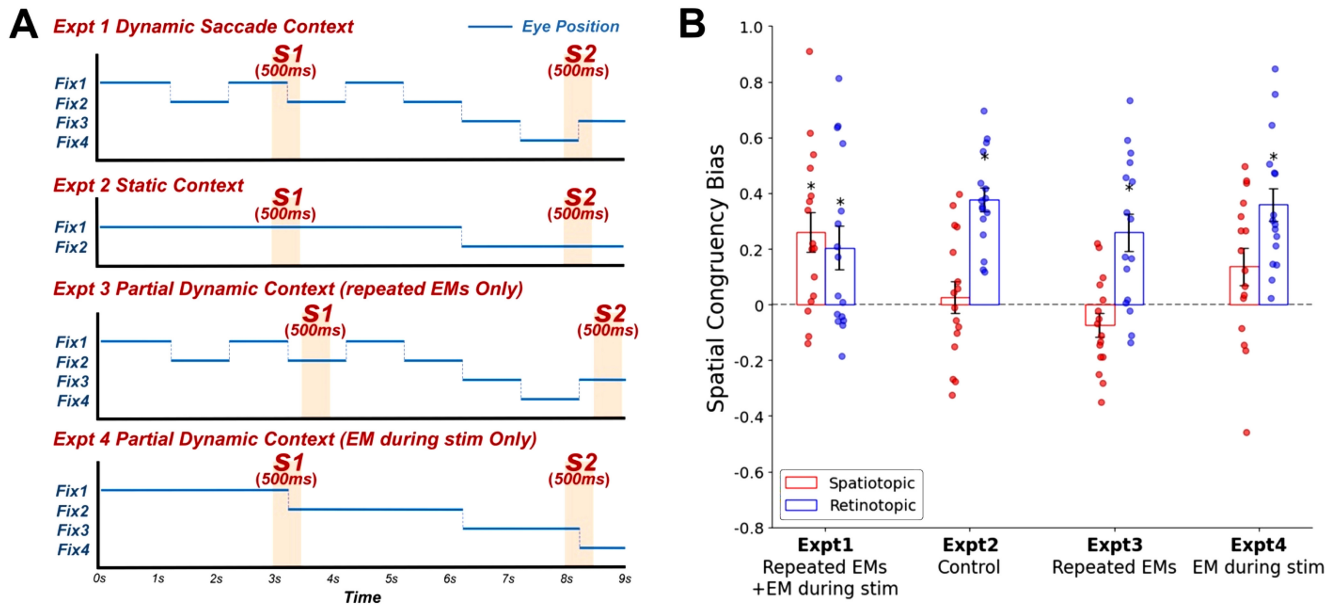 A
Expt 1 Dynamic Saccade Context
Eye Position
S1
(500ms)
S2
(500ms)
Fix1
Fix2
Fix3
Fix4
Expt 2 Static Context
S1
(500ms)
S2
(500ms)
Fix1
Fix2
Expt 3 Partial Dynamic Context (repeated EMs Only)
S1
(500ms)
S2
(500ms)
Fix1
Fix2
Fix3
Fix4
Expt 4 Partial Dynamic Context (EM during stim Only)
S1
(500ms)
S2
(500ms)
Fix1
Fix2
Fix3
Fix4
0s 1s 2s 3s 4s 5s 6s 7s 8s 9s
Time
B
Spatial Congruency Bias
1.0
0.8
0.6
0.4
0.2
0
-0.2
-0.4
-0.6
-0.8
* * * * *
Spatiotopic
Retinotopic
Expt1 Expt2 Expt3 Expt4
Repeated EMs Control Repeated EMs EM during stim
+EM during stim